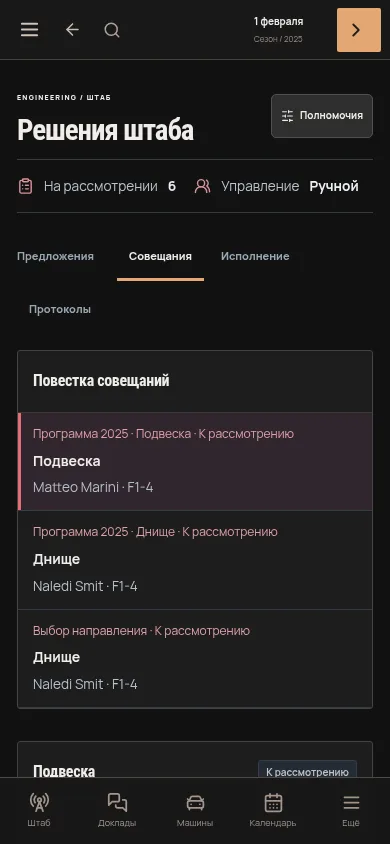 1 февраля
Сезон / 2025
ENGINEERING / ШТАБ
Решения штаба
Полномочия
На рассмотрении 6 Управление Ручной
Предложения Совещания Исполнение
Протоколы
Повестка совещаний
Программа 2025 · Подвеска · К рассмотрению
Подвеска
Matteo Marini · F1-4
Программа 2025 · Днище · К рассмотрению
Днище
Naledi Smit · F1-4
Выбор направления · К рассмотрению
Днище
Naledi Smit · F1-4
Подвеска К рассмотрению
Штаб Доклады Машины Календарь Ещё